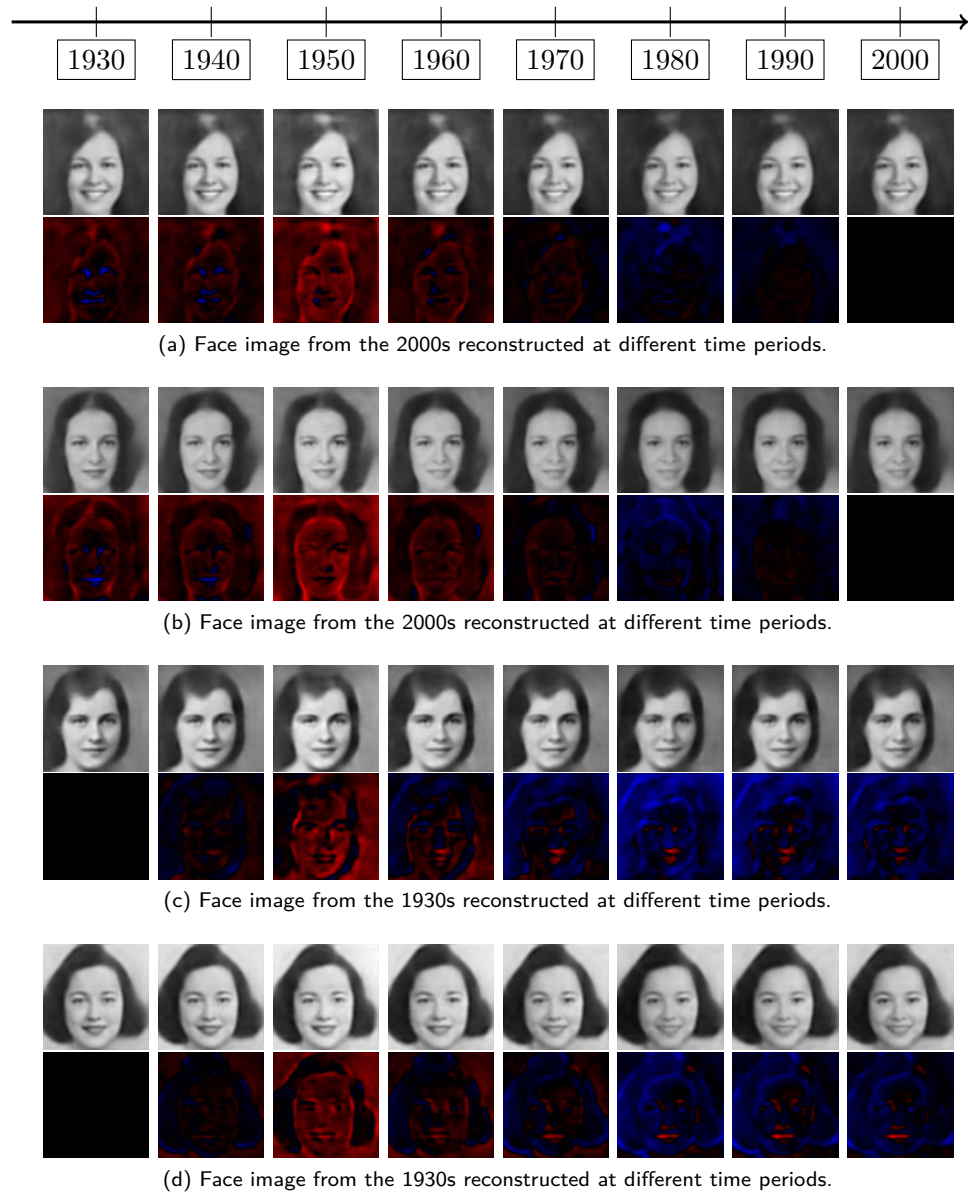 1930 1940 1950 1960 1970 1980 1990 2000
(a) Face image from the 2000s reconstructed at different time periods.
(b) Face image from the 2000s reconstructed at different time periods.
(c) Face image from the 1930s reconstructed at different time periods.
(d) Face image from the 1930s reconstructed at different time periods.